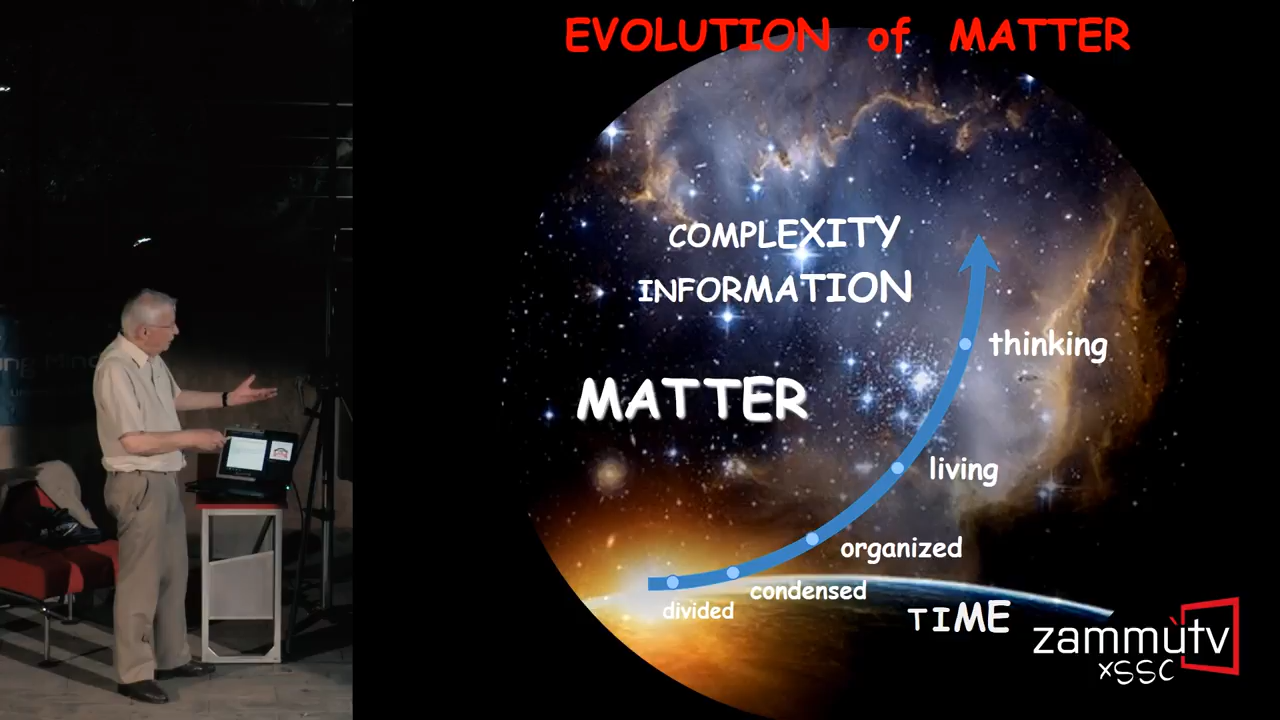 EVOLUTION of MATTER
COMPLEXITY
INFORMATION
MATTER
thinking
living
organized
condensed
divided
TIME
zammùtv
xSSC